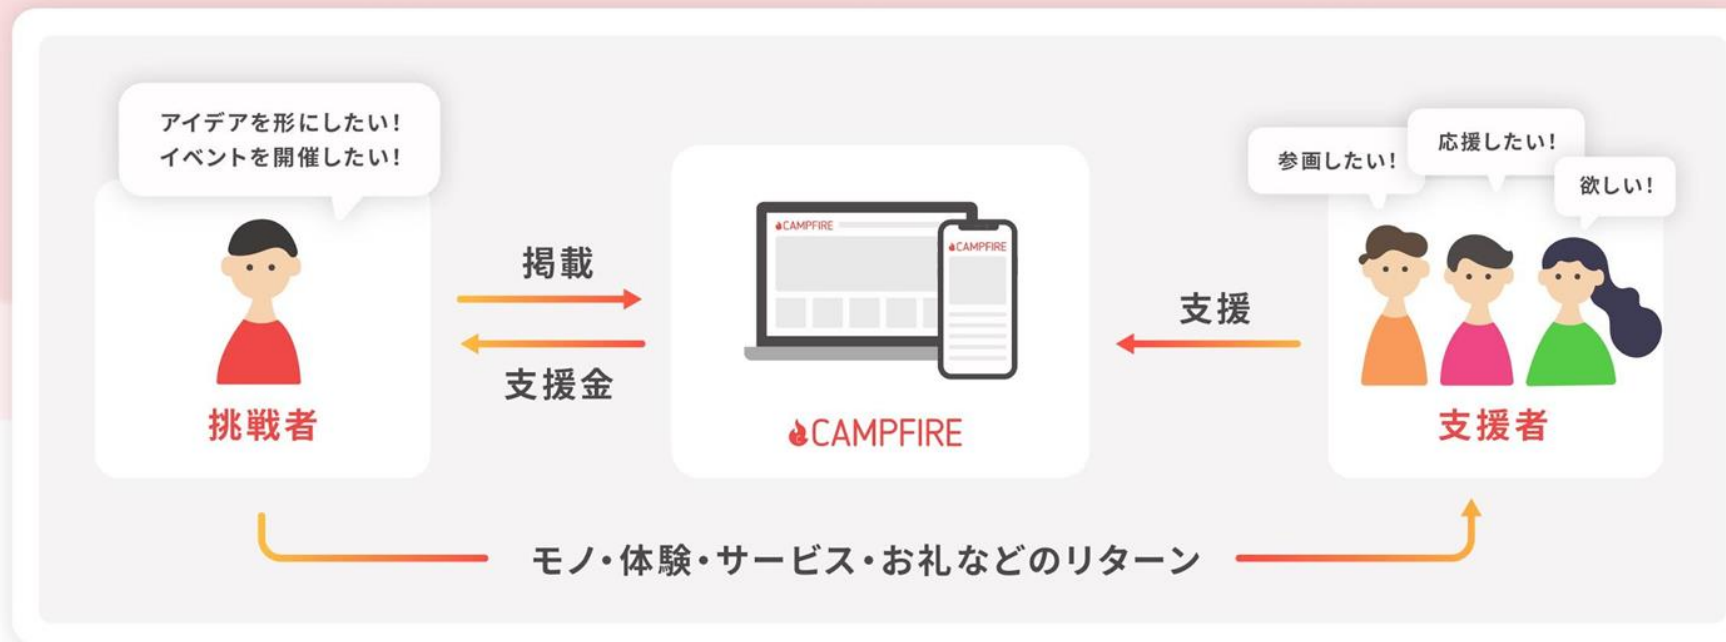 アイデアを形にしたい！
イベントを開催したい！
参画したい！
応援したい！
欲しい！
CAMPFIRE
CAMPFIRE
掲載
支援金
支援
挑戦者
CAMPFIRE
支援者
モノ・体験・サービス・お礼などのリターン